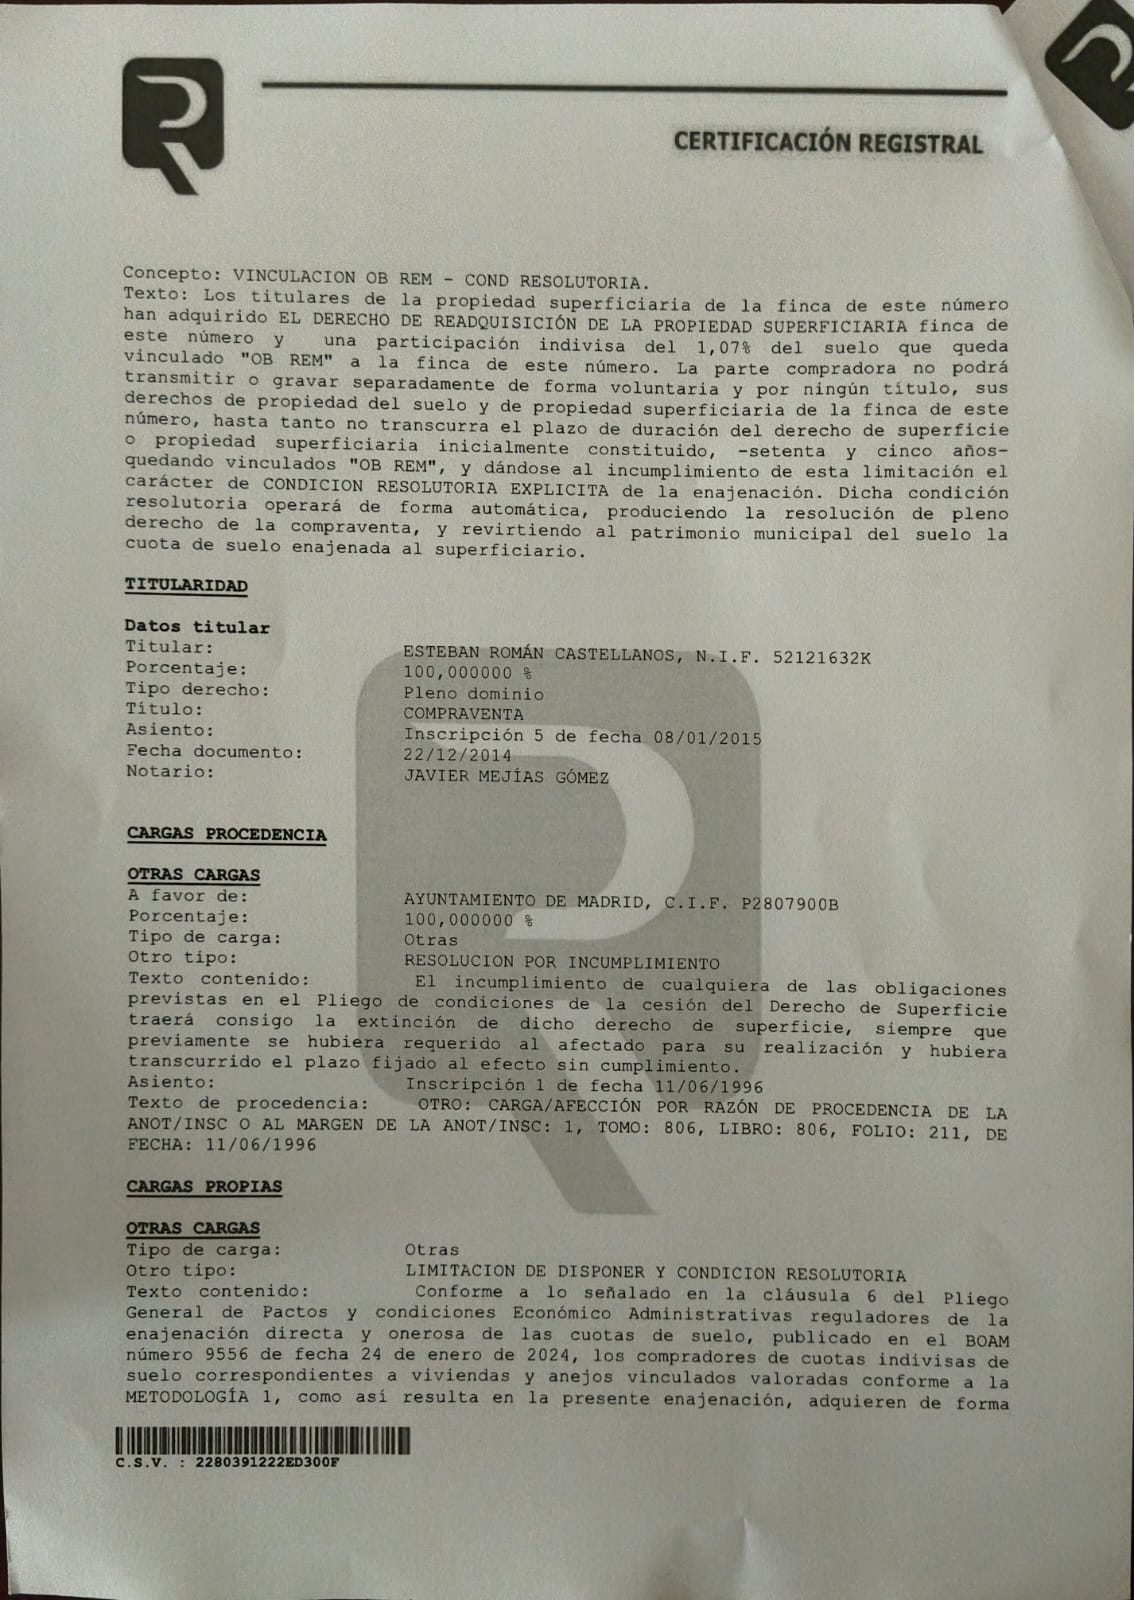 CERTIFICACIÓN REGISTRAL
Concepto: VINCULACION OB REM - COND RESOLUTORIA.
Texto: Los titulares de la propiedad superficiaria de la finca de este número
han adquirido EL DERECHO DE READQUISICIÓN DE LA PROPIEDAD SUPERFICIARIA finca de
este número y una participación indivisa del 1,07% del suelo que queda
vinculado "OB REM" a la finca de este número. La parte compradora no podrá
transmitir o gravar separadamente de forma voluntaria y por ningún título, sus
derechos de propiedad del suelo y de propiedad superficiaria de la finca de este
número, hasta tanto no transcurra el plazo de duración del derecho de superficie
o propiedad superficiaria inicialmente constituido, -setenta y cinco años-
quedando vinculados "OB REM", y dándose al incumplimiento de esta limitación el
carácter de CONDICION RESOLUTORIA EXPLICITA de la enajenación. Dicha condición
resolutoria operará de forma automática, produciendo la resolución de pleno
derecho de la compraventa, y revirtiendo al patrimonio municipal del suelo la
cuota de suelo enajenada al superficiario.
TITULARIDAD
Datos titular
Titular: ESTEBAN ROMÁN CASTELLANOS, N.I.F. 52121632K
Porcentaje: 100,000000 %
Tipo derecho: Pleno dominio
Título: COMPRAVENTA
Asiento: Inscripción 5 de fecha 08/01/2015
Fecha documento: 22/12/2014
Notario: JAVIER MEJÍAS GÓMEZ
CARGAS PROCEDENCIA
OTRAS CARGAS
A favor de: AYUNTAMIENTO DE MADRID, C.I.F. P2807900B
Porcentaje: 100,000000 %
Tipo de carga: Otras
Otro tipo: RESOLUCION POR INCUMPLIMIENTO
Texto contenido: El incumplimiento de cualquiera de las obligaciones
previstas en el Pliego de condiciones de la cesión del Derecho de Superficie
traerá consigo la extinción de dicho derecho de superficie, siempre que
previamente se hubiera requerido al afectado para su realización y hubiera
transcurrido el plazo fijado al efecto sin cumplimiento.
Asiento: Inscripción 1 de fecha 11/06/1996
Texto de procedencia: OTRO: CARGA/AFECCIÓN POR RAZÓN DE PROCEDENCIA DE LA
ANOT/INSC O AL MARGEN DE LA ANOT/INSC: 1, TOMO: 806, LIBRO: 806, FOLIO: 211, DE
FECHA: 11/06/1996
CARGAS PROPIAS
OTRAS CARGAS
Tipo de carga: Otras
Otro tipo: LIMITACION DE DISPONER Y CONDICION RESOLUTORIA
Texto contenido: Conforme a lo señalado en la cláusula 6 del Pliego
General de Pactos y condiciones Económico Administrativas reguladores de la
enajenación directa y onerosa de las cuotas de suelo, publicado en el BOAM
número 9556 de fecha 24 de enero de 2024, los compradores de cuotas indivisas de
suelo correspondientes a viviendas y anejos vinculados valoradas conforme a la
METODOLOGÍA 1, como así resulta en la presente enajenación, adquieren de forma
C.S.V. : 2280391222ED300F